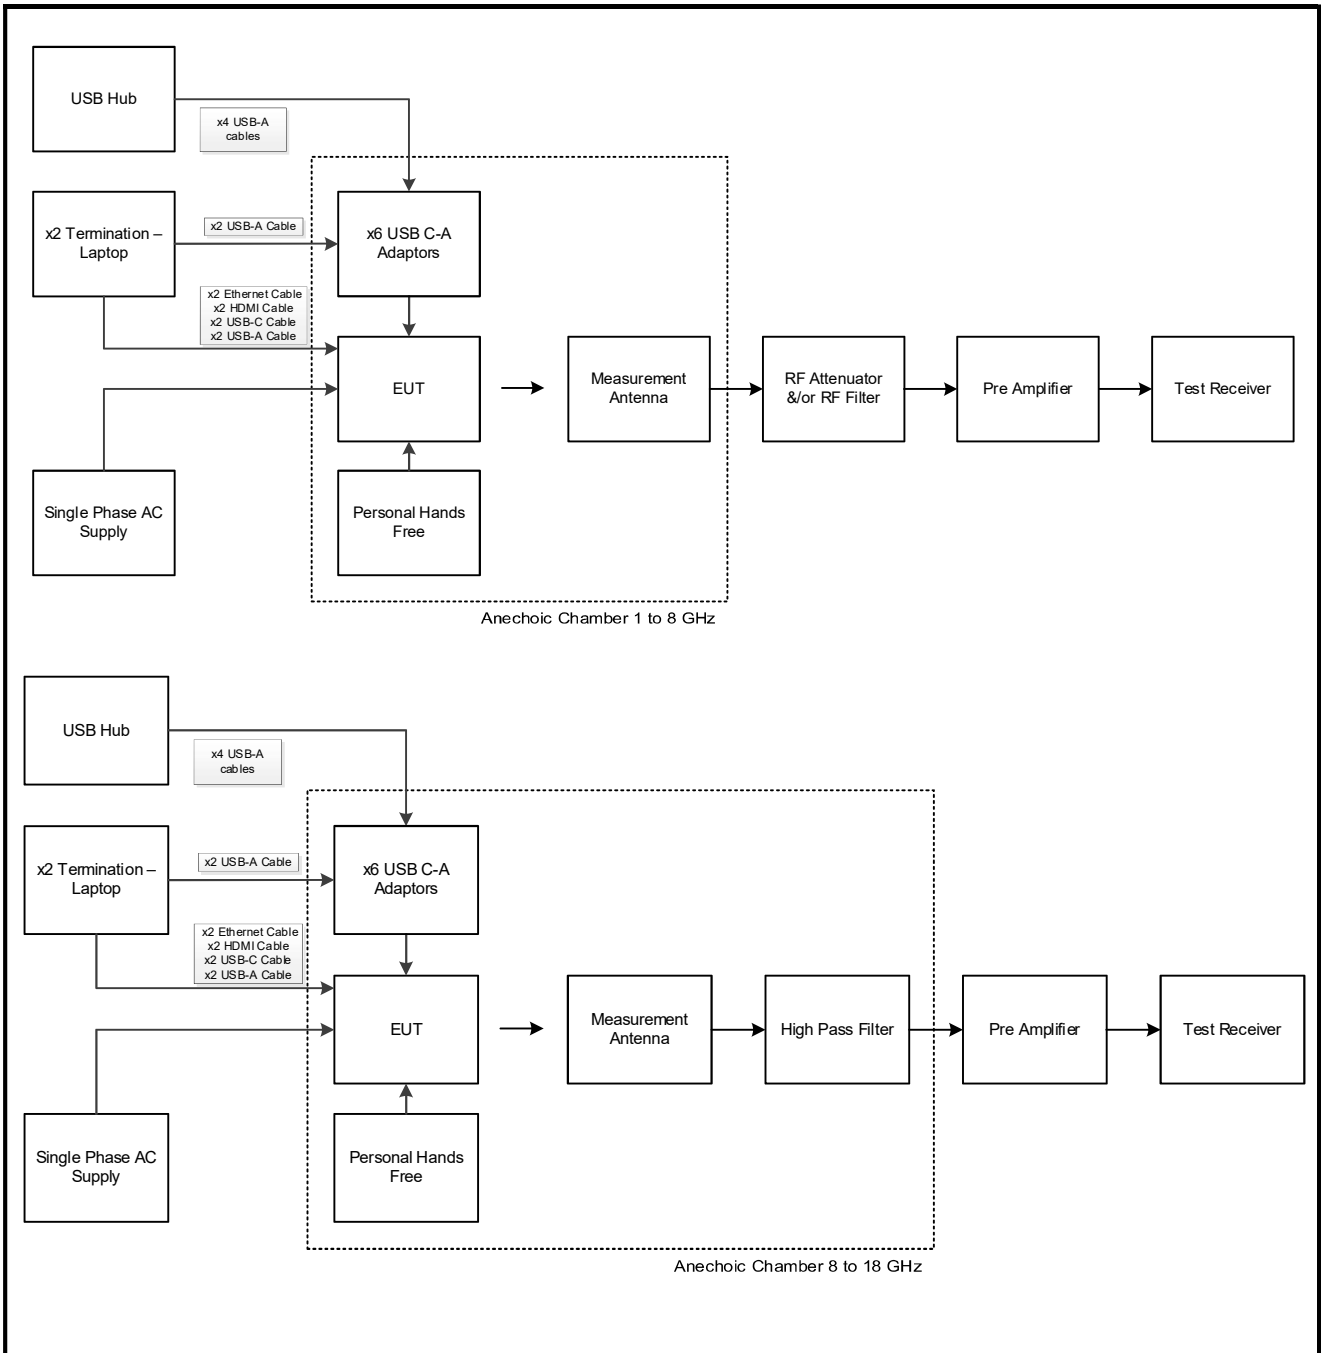 USB Hub
x4 USB-A
cables
x2 Termination –
Laptop
x2 USB-A Cable
x6 USB C-A
Adaptors
x2 Ethernet Cable
x2 HDMI Cable
x2 USB-C Cable
x2 USB-A Cable
EUT
Measurement
Antenna
RF Attenuator
&/or RF Filter
Pre Amplifier
Test Receiver
Single Phase AC
Supply
Personal Hands
Free
Anechoic Chamber 1 to 8 GHz
USB Hub
x4 USB-A
cables
x2 Termination –
Laptop
x2 USB-A Cable
x6 USB C-A
Adaptors
x2 Ethernet Cable
x2 HDMI Cable
x2 USB-C Cable
x2 USB-A Cable
EUT
Measurement
Antenna
High Pass Filter
Pre Amplifier
Test Receiver
Single Phase AC
Supply
Personal Hands
Free
Anechoic Chamber 8 to 18 GHz